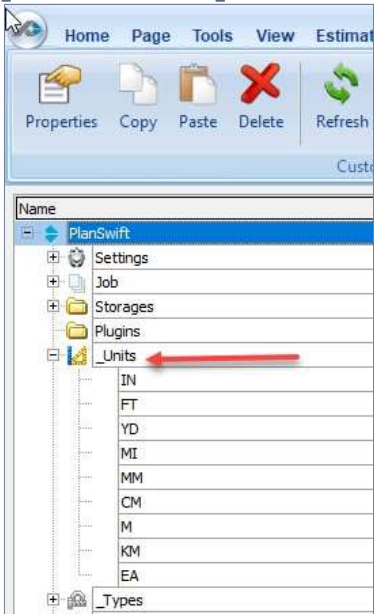 Home Page Tools View Estimat
Properties Copy Paste Delete Refresh
Custo
Name
PlanSwift
Settings
Job
Storages
Plugins
_Units
IN
FT
YD
MI
MM
CM
M
KM
EA
_Types